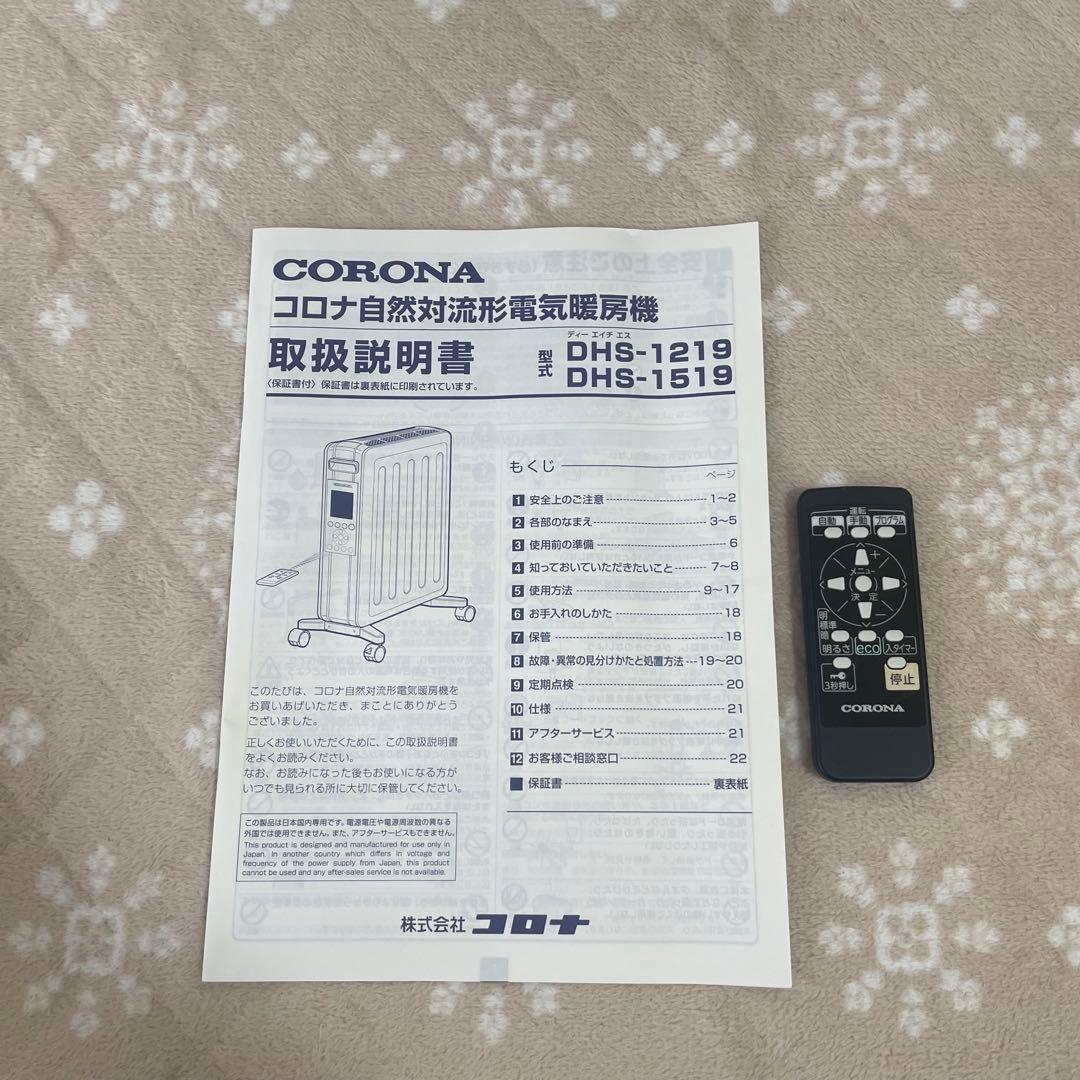 CORONA
コロナ自然対流形電気暖房機
取扱説明書
〈保証書付〉保証書は裏表紙に印刷されています。
型式
ディー エイチ エス
DHS-1219
DHS-1519
もくじ
ページ
1 安全上のご注意 1~2
2 各部のなまえ 3~5
3 使用前の準備 6
4 知っておいていただきたいこと 7~8
5 使用方法 9~17
6 お手入れのしかた 18
7 保管 18
8 故障・異常の見分けかたと処置方法 19~20
9 定期点検 20
10 仕様 21
11 アフターサービス 21
12 お客様ご相談窓口 22
■ 保証書 裏表紙
このたびは、コロナ自然対流形電気暖房機を
お買いあげいただき、まことにありがとう
ございました。
正しくお使いいただくために、この取扱説明書
をよくお読みください。
なお、お読みになった後もお使いになる方が
いつでも見られる所に大切に保管してください。
この製品は日本国内専用です。電源電圧や電源周波数の異なる
外国では使用できません。また、アフターサービスもできません。
This product is designed and manufactured for use only in
Japan. In another country which differs in voltage and
frequency of the power supply from Japan, this product
cannot be used and any after-sales service is not available.
株式会社 コロナ
運転
自動 手動 プログラム
＋
メニュー
決定
－
明
標準
暗
明るさ eco 入タイマー
3秒押し
停止
CORONA